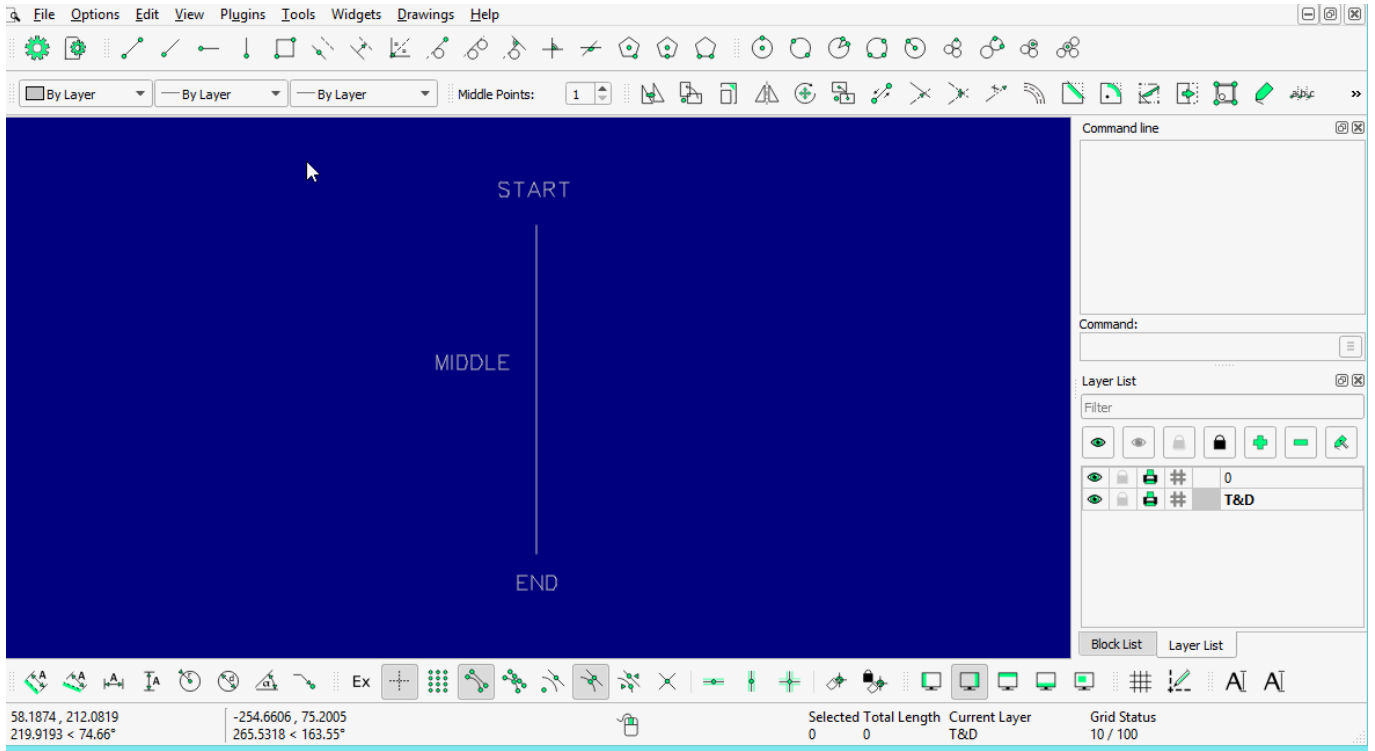 File Options Edit View Plugins Tools Widgets Drawings Help
By Layer By Layer By Layer Middle Points: 1 »
Command line
START
MIDDLE
END
Command:
Layer List
Filter
0
T&D
Block List Layer List
Ex
58.1874 , 212.0819 -254.6606 , 75.2005 Selected Total Length Current Layer Grid Status
219.9193 < 74.66° 265.5318 < 163.55° 0 0 T&D 10 / 100